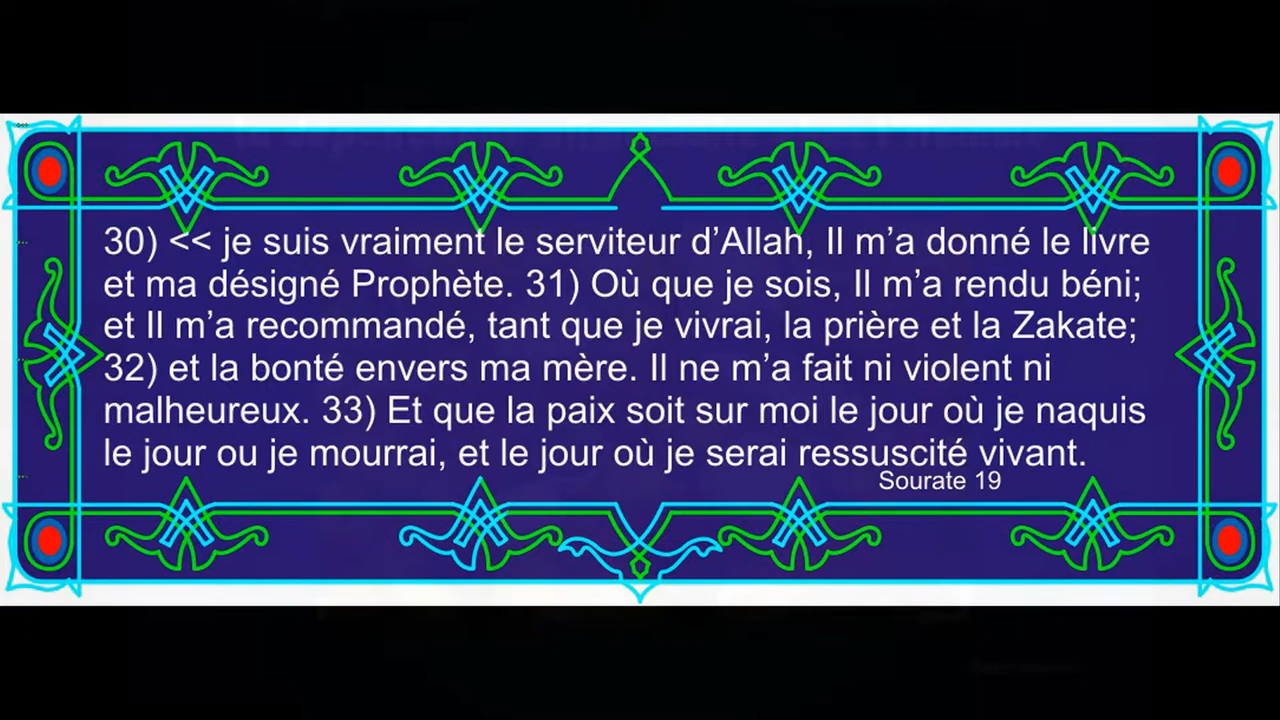 30) << je suis vraiment le serviteur d’Allah, Il m’a donné le livre
et ma désigné Prophète. 31) Où que je sois, Il m’a rendu béni;
et Il m’a recommandé, tant que je vivrai, la prière et la Zakate;
32) et la bonté envers ma mère. Il ne m’a fait ni violent ni
malheureux. 33) Et que la paix soit sur moi le jour où je naquis
le jour ou je mourrai, et le jour où je serai ressuscité vivant.
Sourate 19